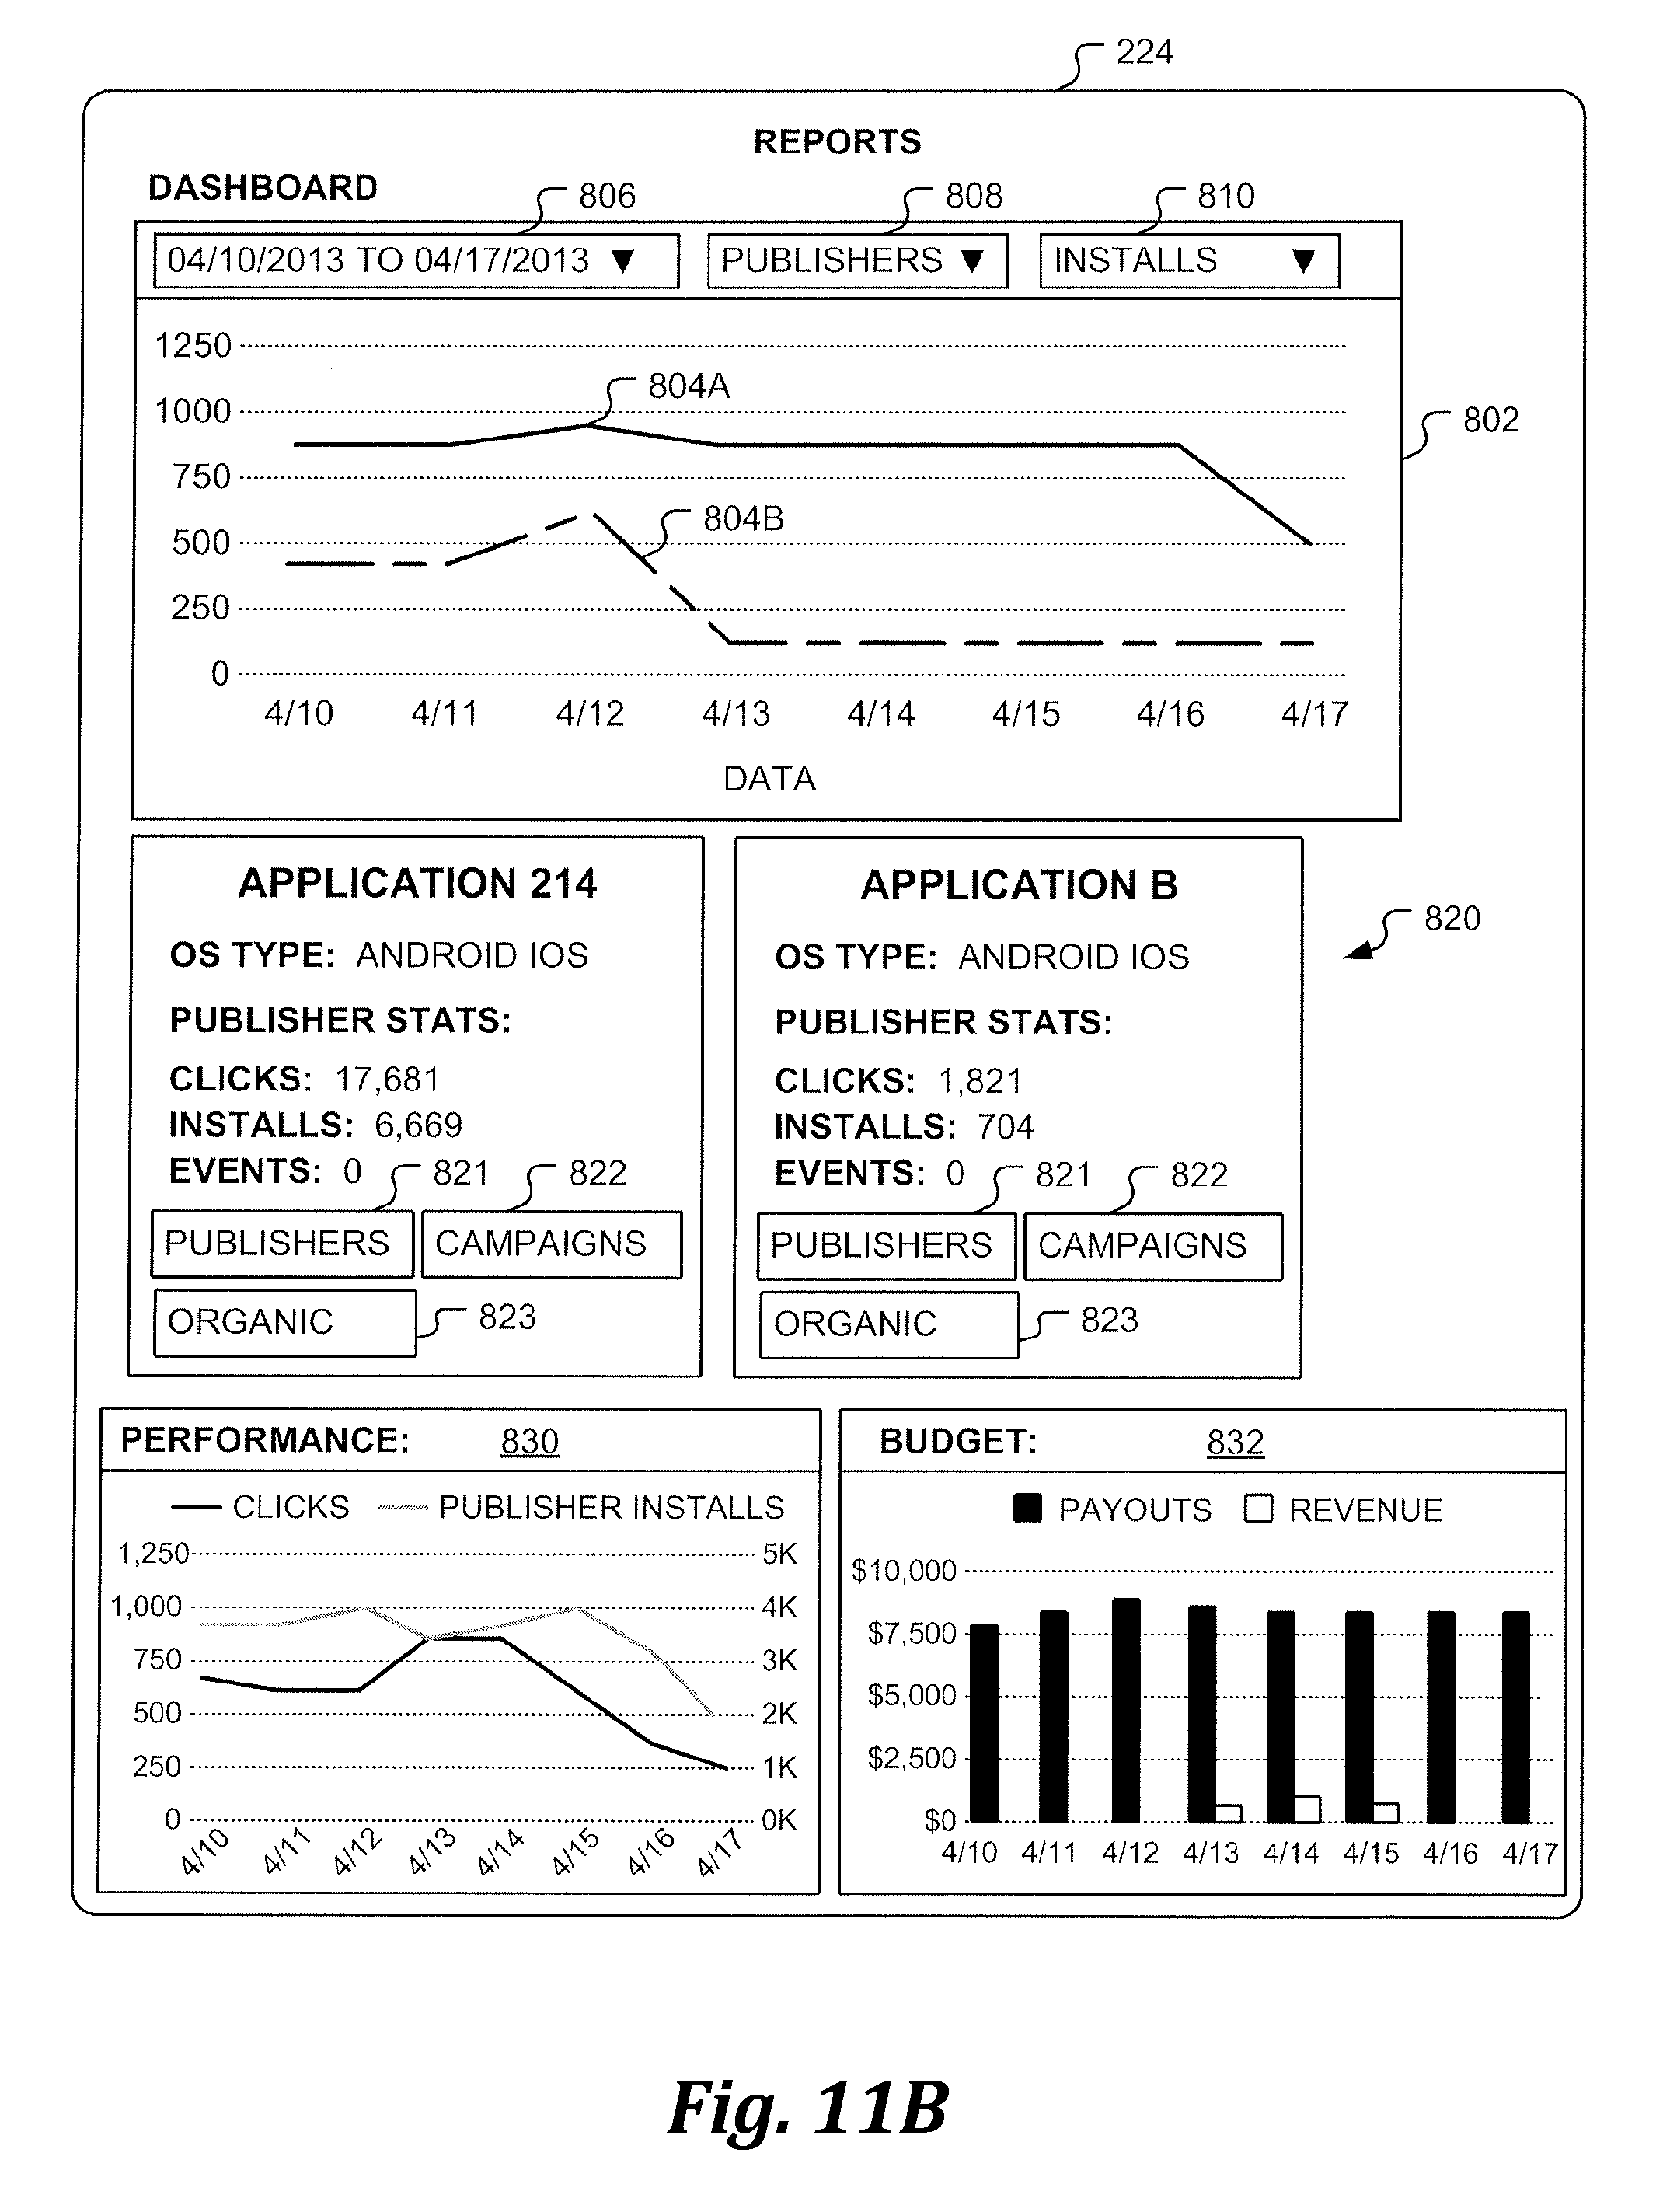 224
REPORTS
DASHBOARD
806 808 810
04/10/2013 TO 04/17/2013 ▼ PUBLISHERS ▼ INSTALLS ▼
1250
804A
1000
802
750
804B
500
250
0
4/10 4/11 4/12 4/13 4/14 4/15 4/16 4/17
DATA
APPLICATION 214
OS TYPE: ANDROID IOS
PUBLISHER STATS:
CLICKS: 17,681
INSTALLS: 6,669
EVENTS: 0 821 822
PUBLISHERS CAMPAIGNS
ORGANIC 823
APPLICATION B
820
OS TYPE: ANDROID IOS
PUBLISHER STATS:
CLICKS: 1,821
INSTALLS: 704
EVENTS: 0 821 822
PUBLISHERS CAMPAIGNS
ORGANIC 823
PERFORMANCE: 830
CLICKS PUBLISHER INSTALLS
1,250 5K
1,000 4K
750 3K
500 2K
250 1K
0 0K
4/10 4/11 4/12 4/13 4/14 4/15 4/16 4/17
BUDGET: 832
PAYOUTS REVENUE
$10,000
$7,500
$5,000
$2,500
$0
4/10 4/11 4/12 4/13 4/14 4/15 4/16 4/17
Fig. 11B